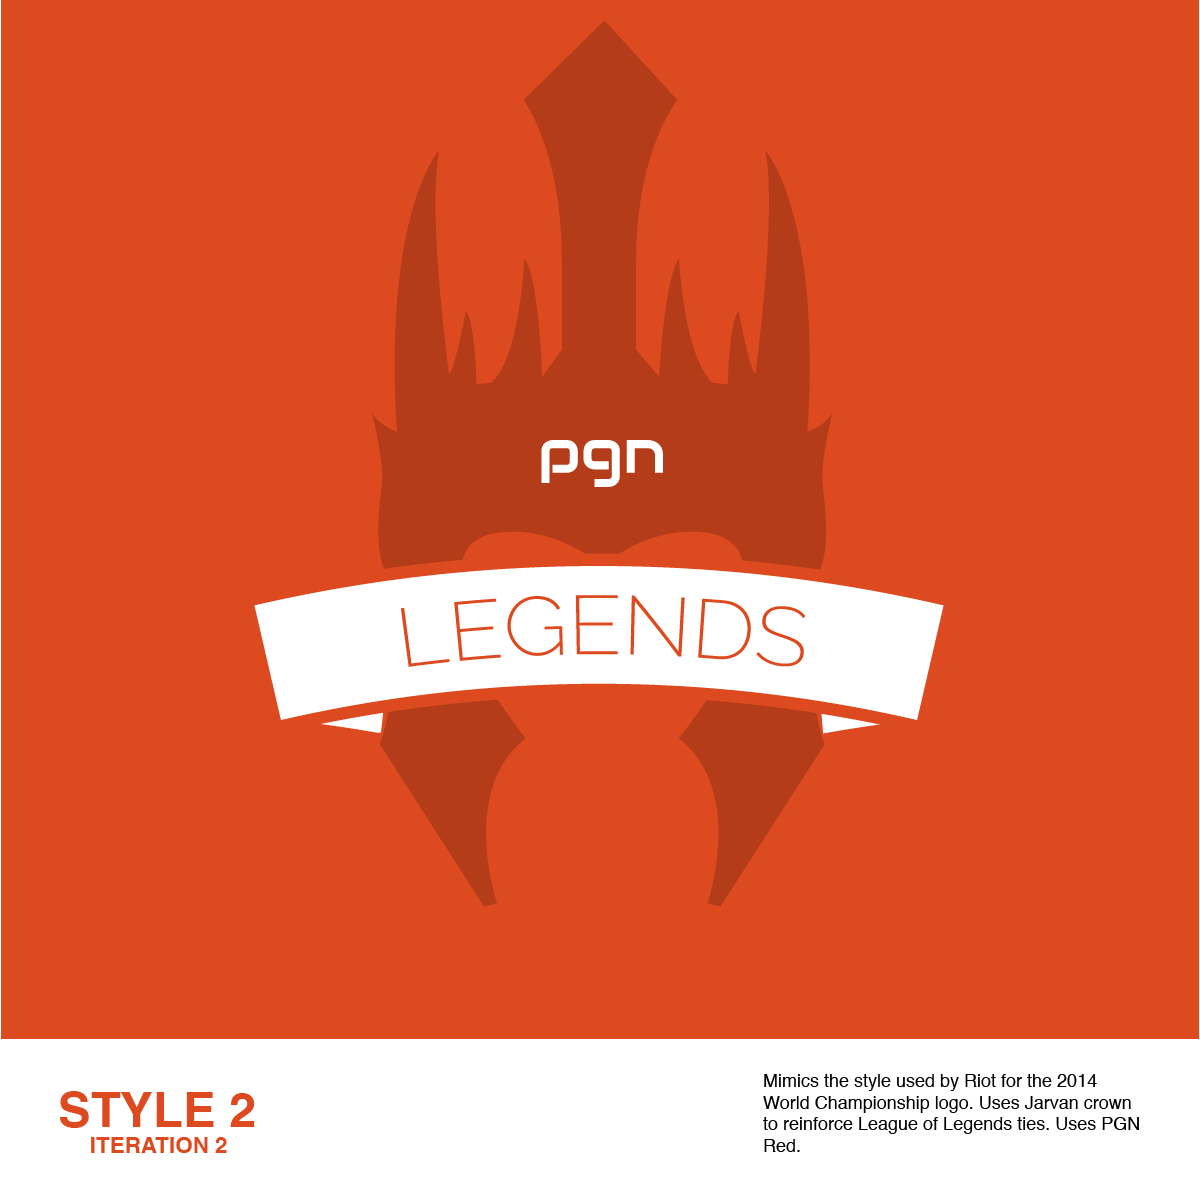 pgn
LEGENDS
STYLE 2
ITERATION 2
Mimics the style used by Riot for the 2014
World Championship logo. Uses Jarvan crown
to reinforce League of Legends ties. Uses PGN
Red.